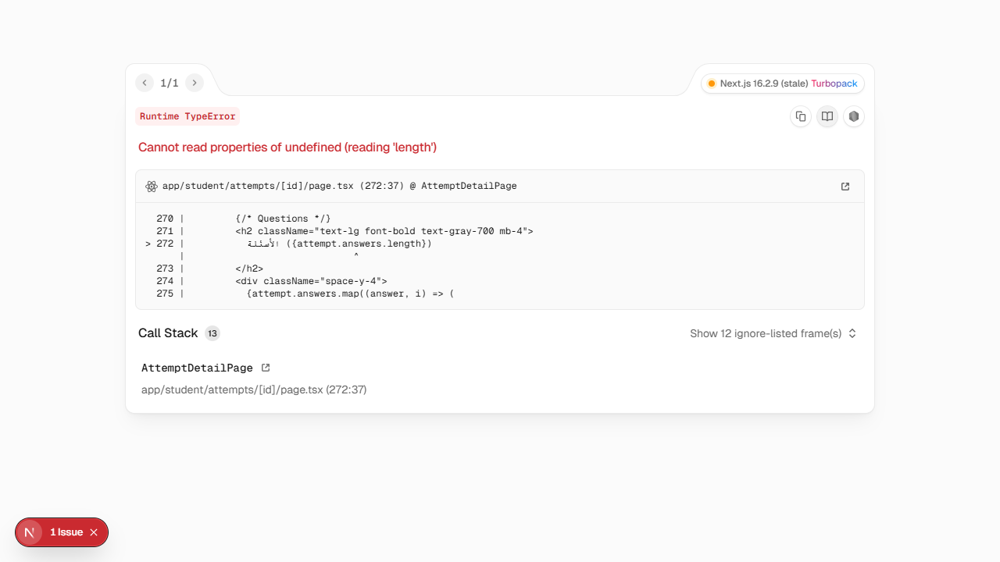 1/1
Next.js 16.2.9 (stale) Turbopack
Runtime TypeError
Cannot read properties of undefined (reading 'length')
app/student/attempts/[id]/page.tsx (272:37) @ AttemptDetailPage
270 |         {/* Questions */}
271 |         <h2 className="text-lg font-bold text-gray-700 mb-4">
> 272 |           الأسئلة ({attempt.answers.length})
|                              ^
273 |         </h2>
274 |         <div className="space-y-4">
275 |           {attempt.answers.map((answer, i) => (
Call Stack 13
Show 12 ignore-listed frame(s)
AttemptDetailPage
app/student/attempts/[id]/page.tsx (272:37)
N 1 Issue